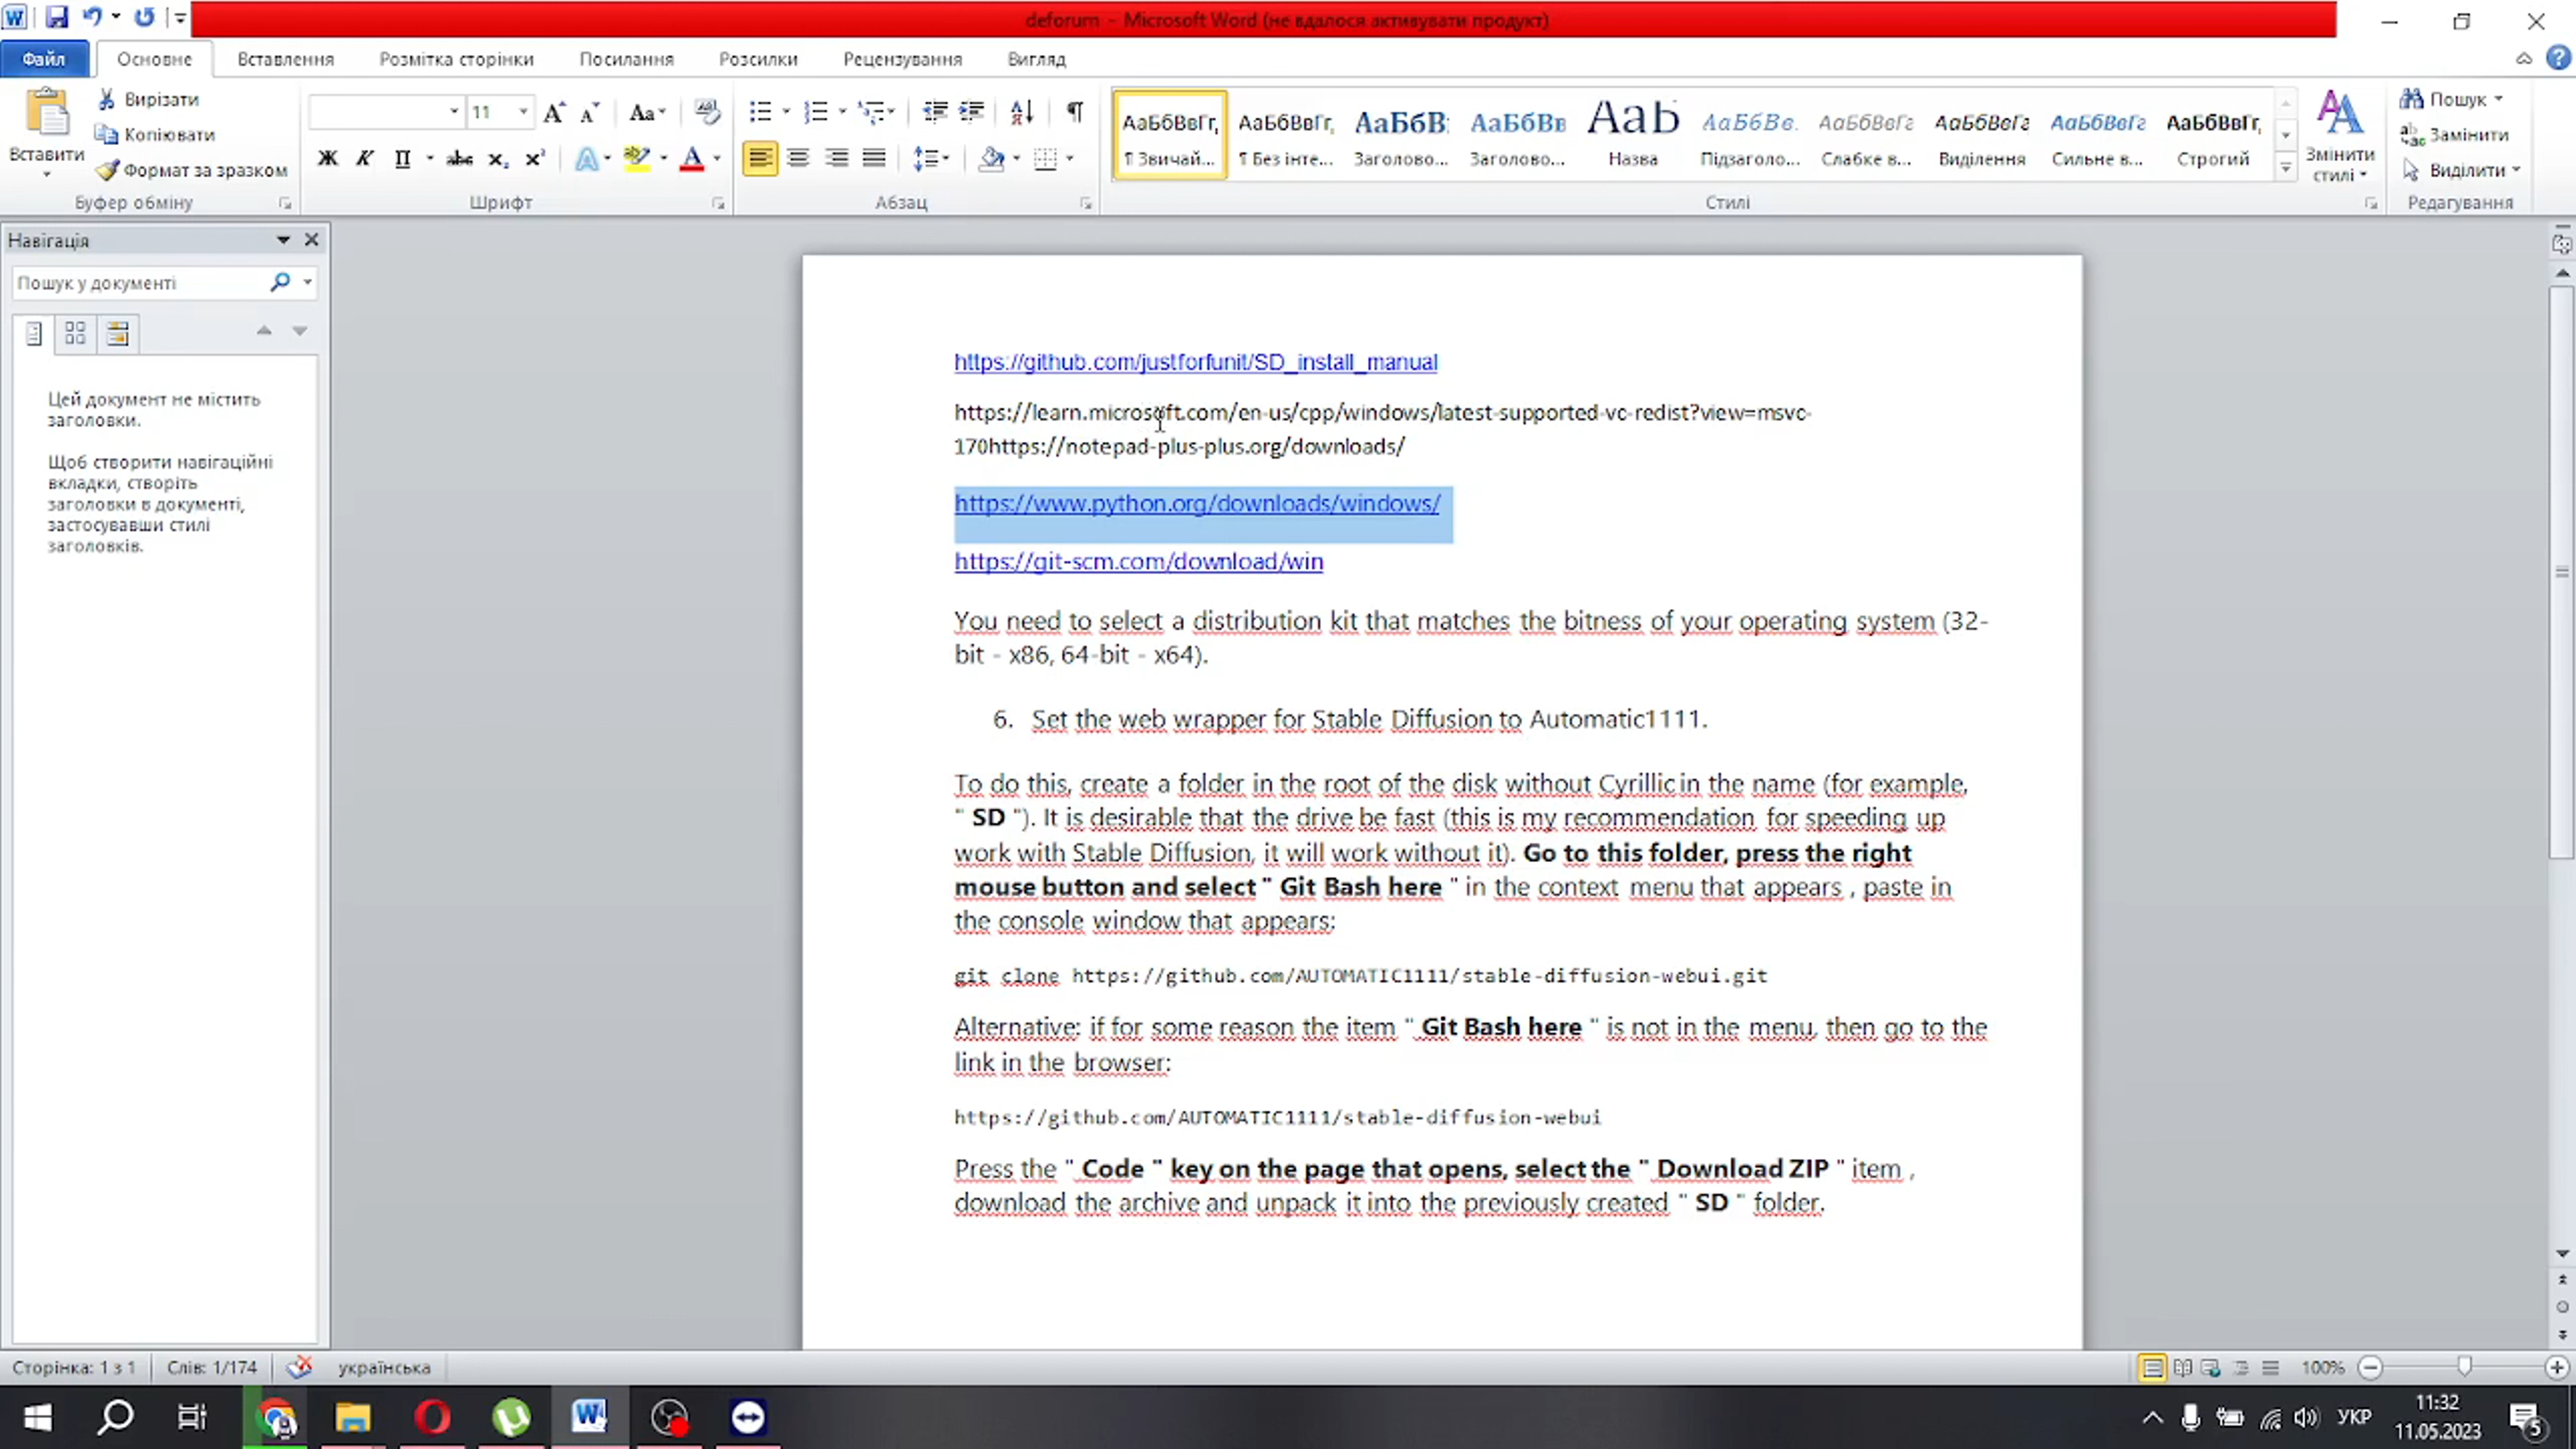 deforum - Microsoft Word (не вдалося активувати продукт)
Файл Основне Вставлення Розмітка сторінки Посилання Розсилки Рецензування Вигляд
Вставити
Вирізати
Копіювати
Формат за зразком
Буфер обміну
11
Aa
Ж К П abc x₂ x²
Шрифт
Абзац
АаБбВвГг, АаБбВвГг, АаБбВ АаБбВв АаЬ АаБбВв. АаБбВвГг АаБбВвГг АаБбВвГг АаБбВвГг,
¶ Звичай... ¶ Без інте... Заголово... Заголово... Назва Підзаголо... Слабке в... Виділення Сильне в... Строгий
Стилі
Змінити
стилі
Пошук
Замінити
Виділити
Редагування
Навігація
Пошук у документі
Цей документ не містить
заголовки.
Щоб створити навігаційні
вкладки, створіть
заголовки в документі,
застосувавши стилі
заголовків.
https://github.com/justforfunit/SD_install_manual
https://learn.microsoft.com/en-us/cpp/windows/latest-supported-vc-redist?view=msvc-
170https://notepad-plus-plus.org/downloads/
https://www.python.org/downloads/windows/
https://git-scm.com/download/win
You need to select a distribution kit that matches the bitness of your operating system (32-
bit - x86, 64-bit - x64).
6. Set the web wrapper for Stable Diffusion to Automatic1111.
To do this, create a folder in the root of the disk without Cyrillic in the name (for example,
" SD "). It is desirable that the drive be fast (this is my recommendation for speeding up
work with Stable Diffusion, it will work without it). Go to this folder, press the right
mouse button and select " Git Bash here " in the context menu that appears , paste in
the console window that appears:
git clone https://github.com/AUTOMATIC1111/stable-diffusion-webui.git
Alternative: if for some reason the item " Git Bash here " is not in the menu, then go to the
link in the browser:
https://github.com/AUTOMATIC1111/stable-diffusion-webui
Press the " Code " key on the page that opens, select the " Download ZIP " item ,
download the archive and unpack it into the previously created " SD " folder.
Сторінка: 1 з 1 Слів: 1/174 українська 100%
УКР
11:32
11.05.2023
5